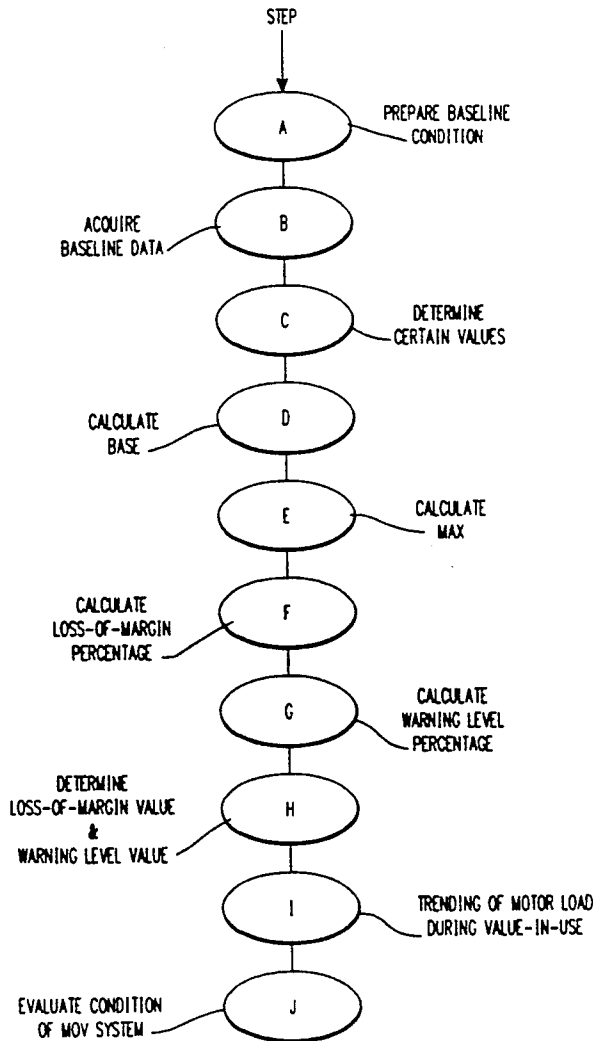 STEP
A
PREPARE BASELINE
CONDITION
B
ACQUIRE
BASELINE DATA
C
DETERMINE
CERTAIN VALUES
D
CALCULATE
BASE
E
CALCULATE
MAX
F
CALCULATE
LOSS-OF-MARGIN
PERCENTAGE
G
CALCULATE
WARNING LEVEL
PERCENTAGE
H
DETERMINE
LOSS-OF-MARGIN VALUE
&
WARNING LEVEL VALUE
I
TRENDING OF MOTOR LOAD
DURING VALUE-IN-USE
J
EVALUATE CONDITION
OF MOV SYSTEM